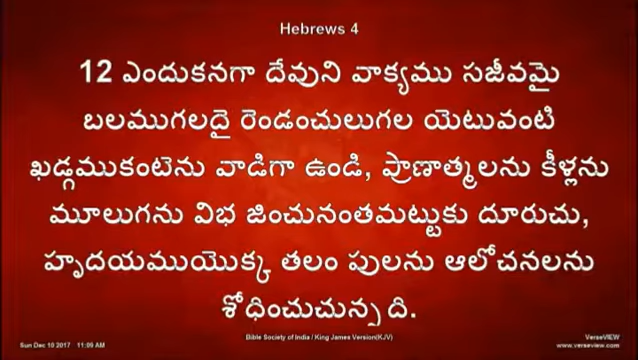 Hebrews 4
12 ఎందుకనగా దేవుని వాక్యము సజీవమై
బలముగలదై రెండంచులుగల యెటువంటి
ఖడ్గముకంటెను వాడిగా ఉండి, ప్రాణాత్మలను కీళ్లను
మూలుగను విభ జించునంతమట్టుకు దూరుచు,
హృదయముయొక్క తలం పులను ఆలోచనలను
శోధించుచున్న ది.
Bible Society of India / King James Version(KJV)
VerseVIEW
Sun Dec 10 2017 11:09 AM
www.verseview.com